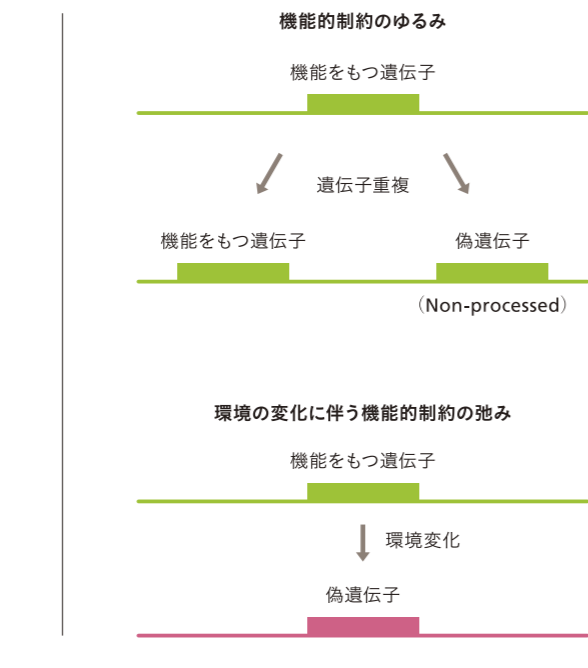 機能的制約のゆるみ
機能をもつ遺伝子
遺伝子重複
機能をもつ遺伝子
偽遺伝子
（Non-processed）
環境の変化に伴う機能的制約の弛み
機能をもつ遺伝子
環境変化
偽遺伝子